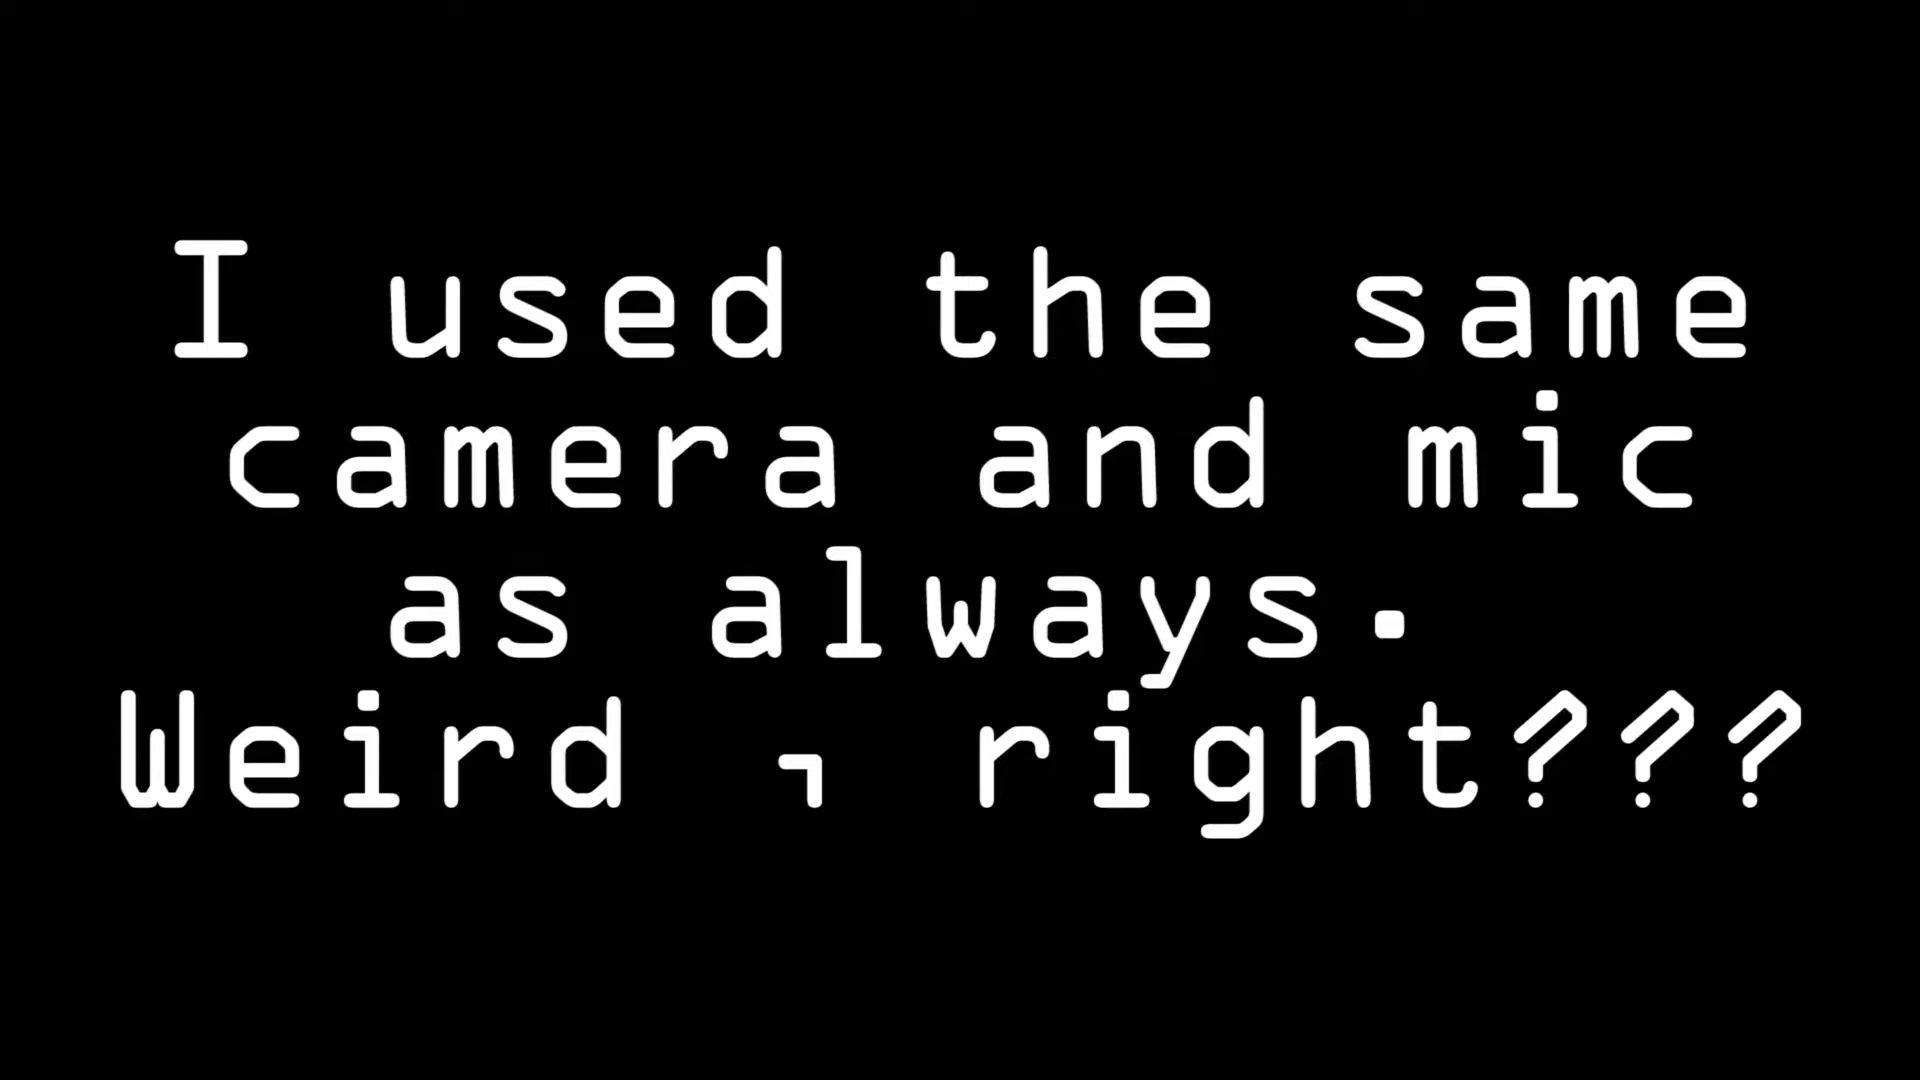 I used the same
camera and mic
as always.
Weird , right???